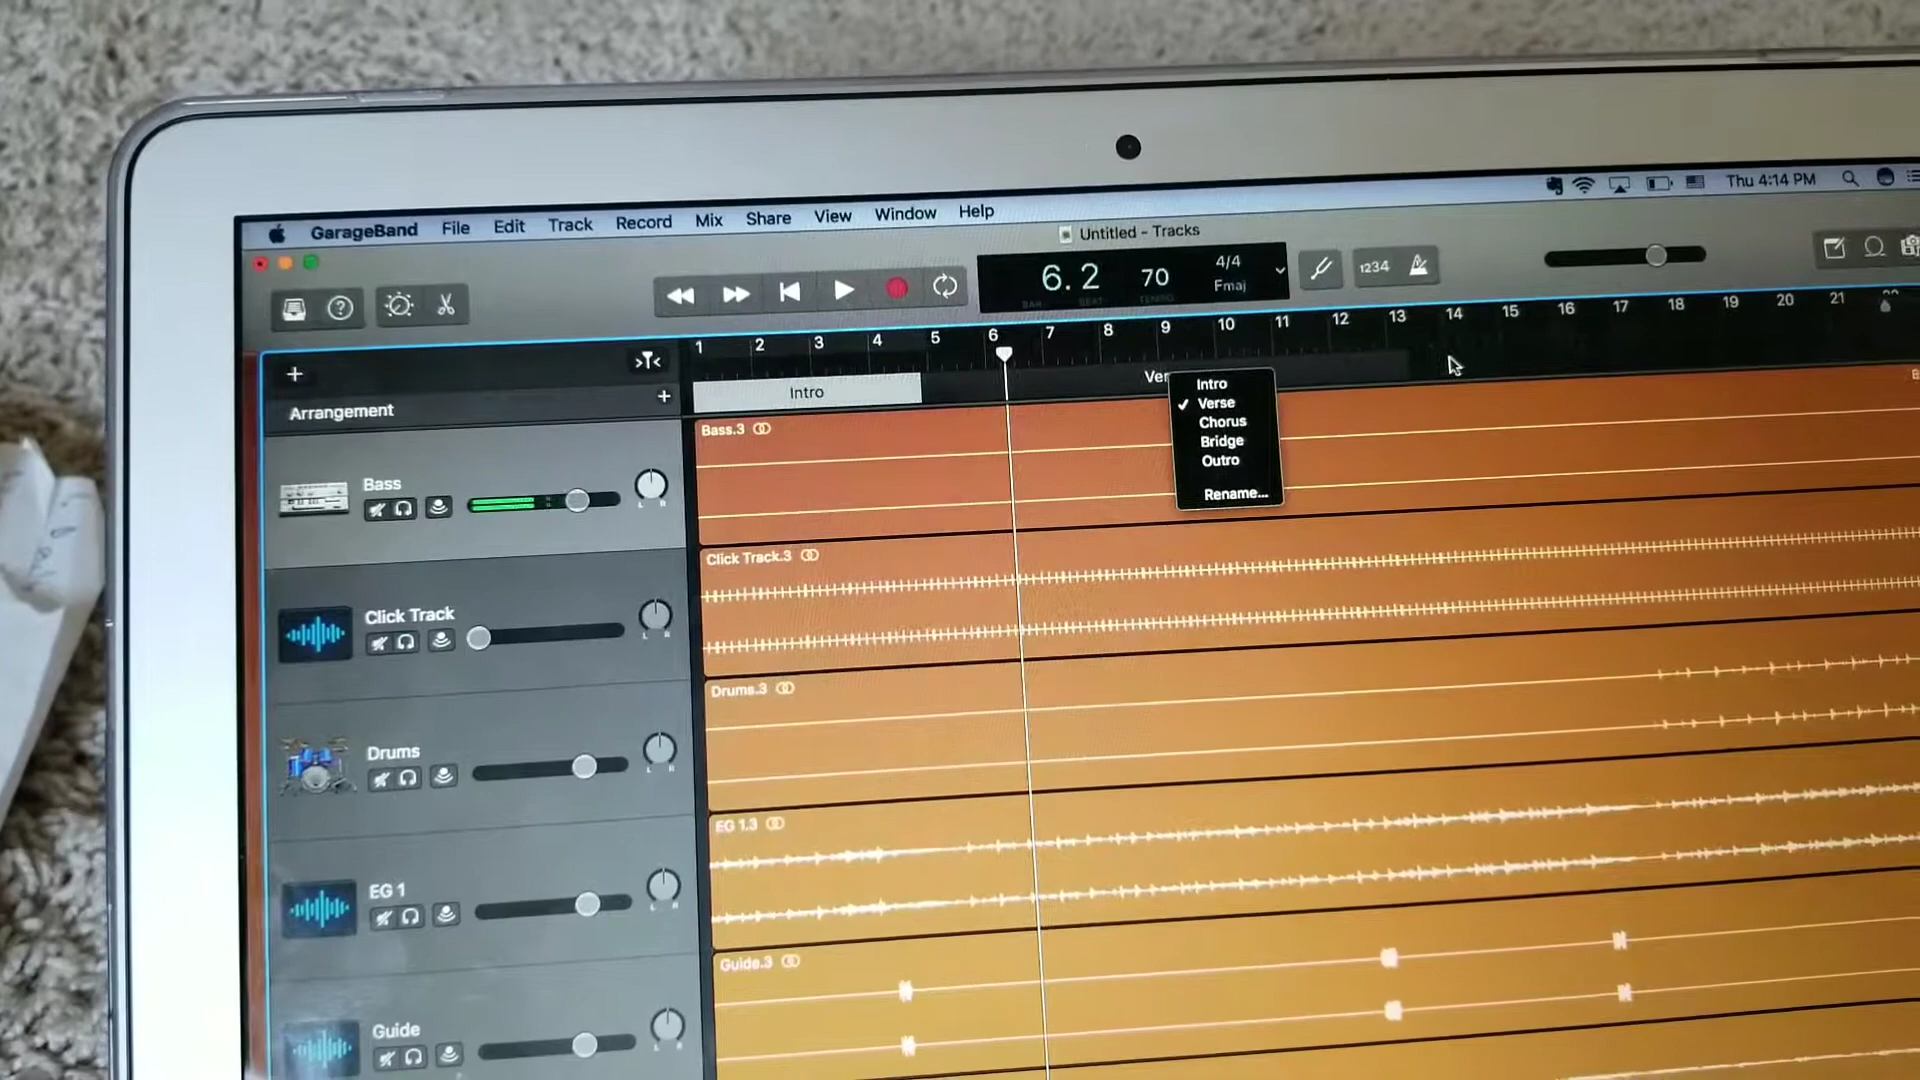 GarageBand File Edit Track Record Mix Share View Window Help
Thu 4:14 PM
Untitled - Tracks
6.2 70 4/4
Fmaj
BAR BEAT TEMPO
1234
1 2 3 4 5 6 7 8 9 10 11 12 13 14 15 16 17 18 19 20 21
Arrangement
Intro
Ver
Intro
✓ Verse
Chorus
Bridge
Outro
Rename...
Bass
L R
Bass.3
Click Track
L R
Click Track.3
Drums
L R
Drums.3
EG 1
L R
EG 1.3
Guide
L R
Guide.3